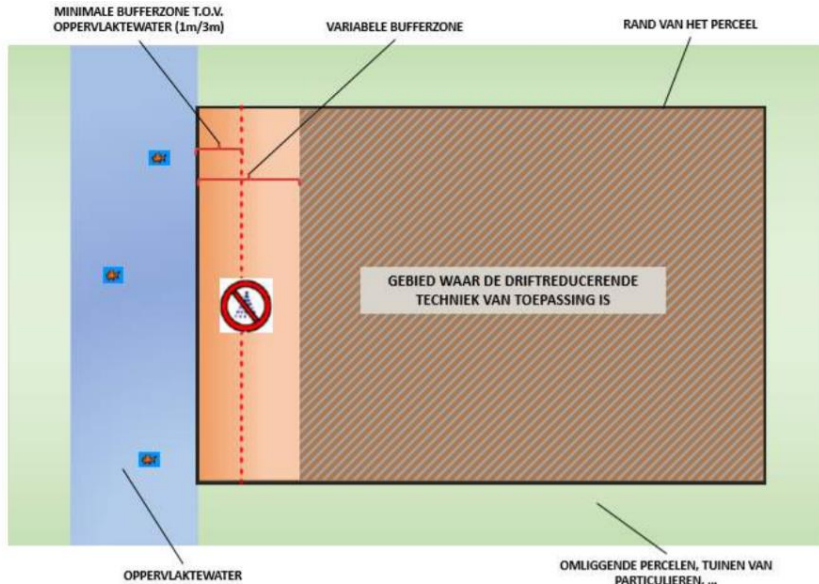 MINIMALE BUFFERZONE T.O.V.
OPPERVLAKTEWATER (1m/3m)
VARIABELE BUFFERZONE
RAND VAN HET PERCEEL
GEBIED WAAR DE DRIFTREDUCERENDE
TECHNIEK VAN TOEPASSING IS
OPPERVLAKTEWATER
OMLIGGENDE PERCELEN, TUINEN VAN
PARTICULIEREN, ...